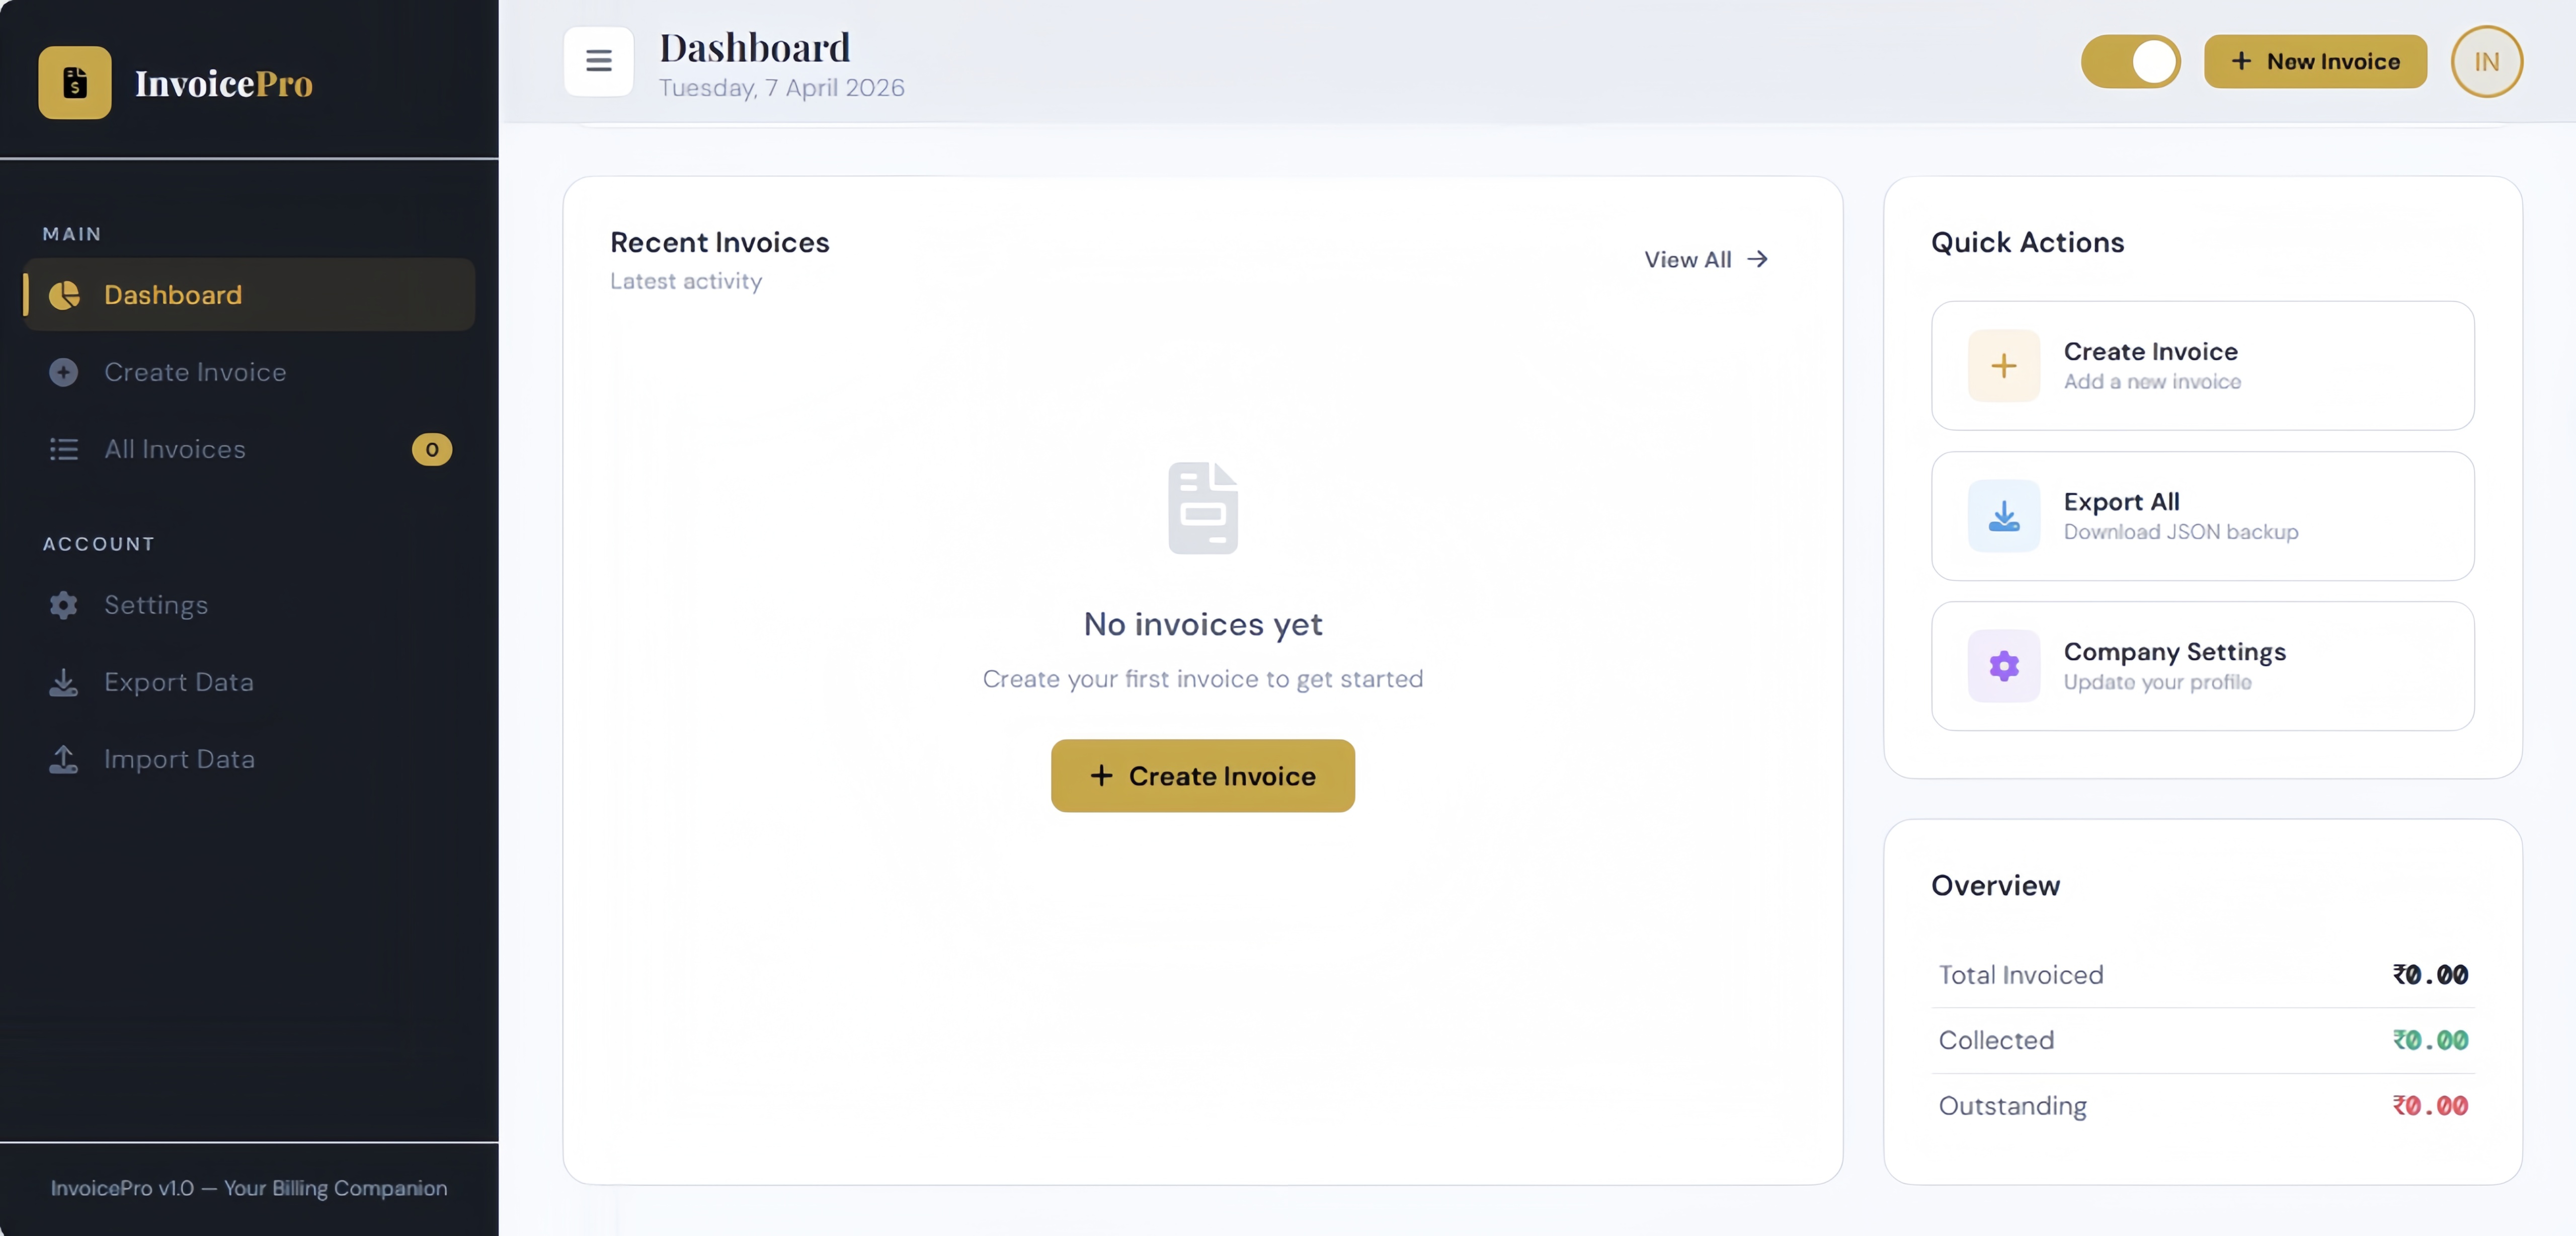 InvoicePro
MAIN
Dashboard
Create Invoice
All Invoices 0
ACCOUNT
Settings
Export Data
Import Data
InvoicePro v1.0 — Your Billing Companion
Dashboard
Tuesday, 7 April 2026
+ New Invoice
IN
Recent Invoices
Latest activity
View All →
No invoices yet
Create your first invoice to get started
+ Create Invoice
Quick Actions
Create Invoice
Add a new invoice
Export All
Download JSON backup
Company Settings
Update your profile
Overview
Total Invoiced ₹0.00
Collected ₹0.00
Outstanding ₹0.00